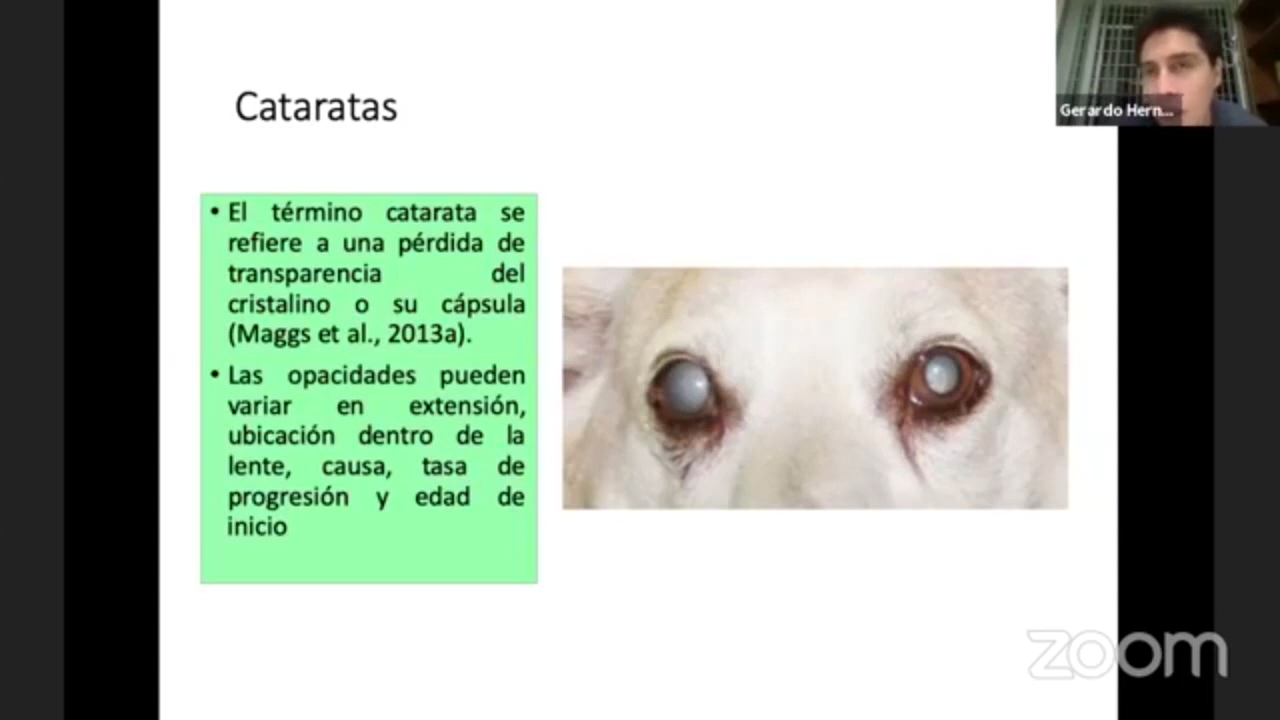 Cataratas
Gerardo Hern...
• El término catarata se
refiere a una pérdida de
transparencia del
cristalino o su cápsula
(Maggs et al., 2013a).
• Las opacidades pueden
variar en extensión,
ubicación dentro de la
lente, causa, tasa de
progresión y edad de
inicio
zoom